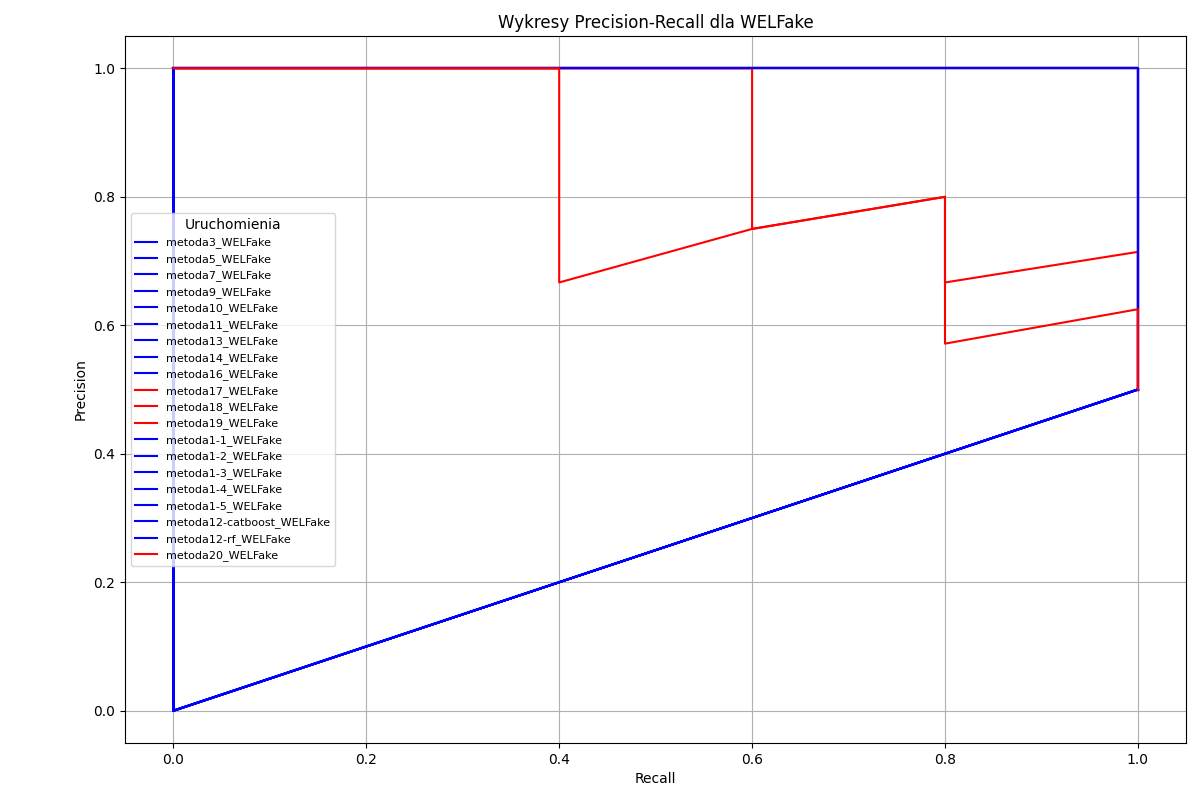 Wykresy Precision-Recall dla WELFake
1.0
0.8
0.6
0.4
0.2
0.0
Precision
Uruchomienia
metoda3_WELFake
metoda5_WELFake
metoda7_WELFake
metoda9_WELFake
metoda10_WELFake
metoda11_WELFake
metoda13_WELFake
metoda14_WELFake
metoda16_WELFake
metoda17_WELFake
metoda18_WELFake
metoda19_WELFake
metoda1-1_WELFake
metoda1-2_WELFake
metoda1-3_WELFake
metoda1-4_WELFake
metoda1-5_WELFake
metoda12-catboost_WELFake
metoda12-rf_WELFake
metoda20_WELFake
0.0 0.2 0.4 0.6 0.8 1.0
Recall